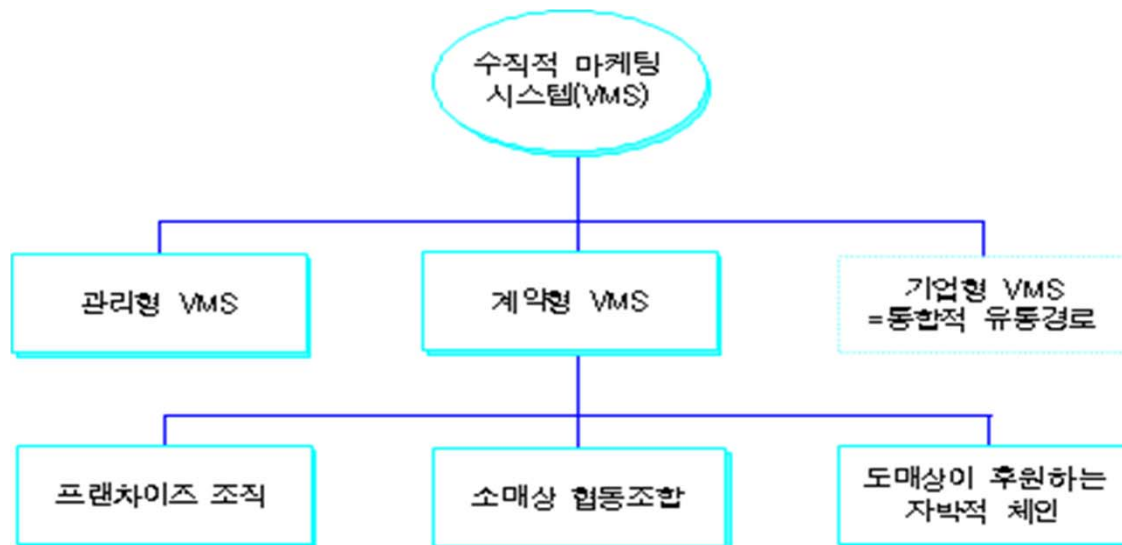 수직적 마케팅
시스템(VMS)
관리형 VMS
계약형 VMS
기업형 VMS
=통합적 유통경로
프랜차이즈 조직
소매상 협동조합
도매상이 후원하는
자박적 체인